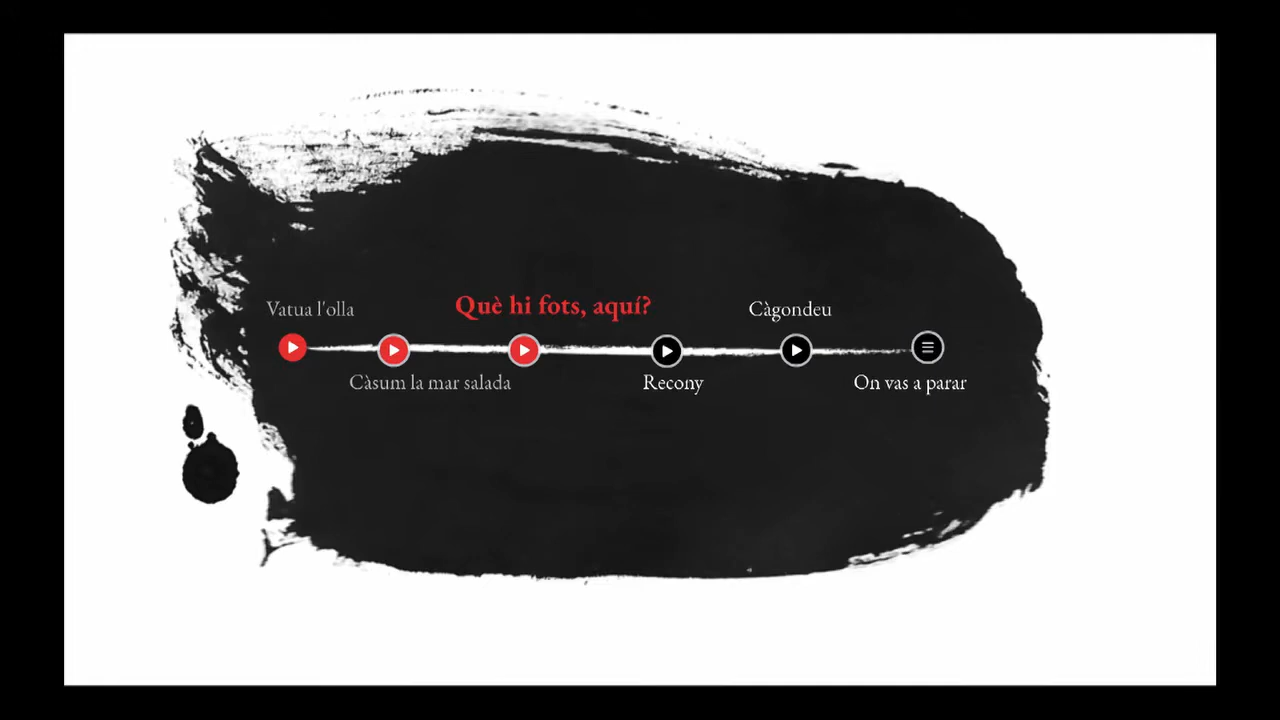 Vatua l'olla
Càsum la mar salada
Què hi fots, aquí?
Recony
Càgondeu
On vas a parar